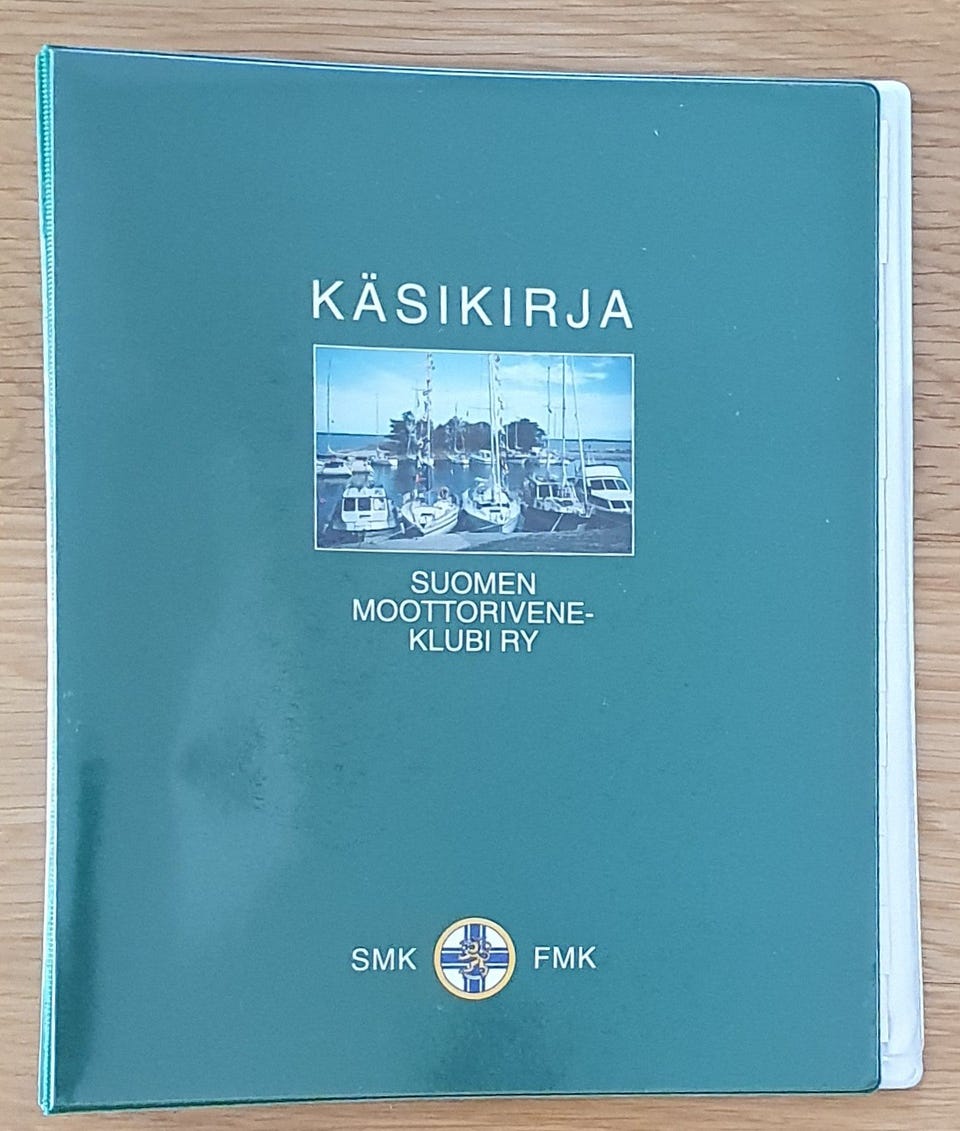 KÄSIKIRJA
SUOMEN
MOOTTORIVENE-
KLUBI RY
SMK FMK